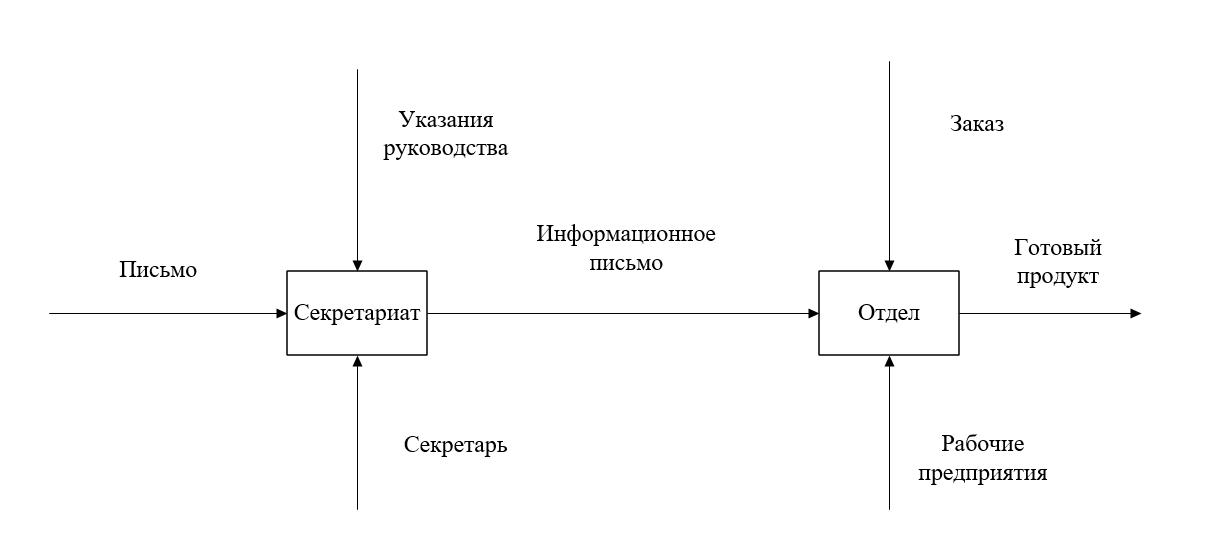 Указания
руководства
Заказ
Информационное
письмо
Готовый
продукт
Письмо
Секретариат
Отдел
Секретарь
Рабочие
предприятия